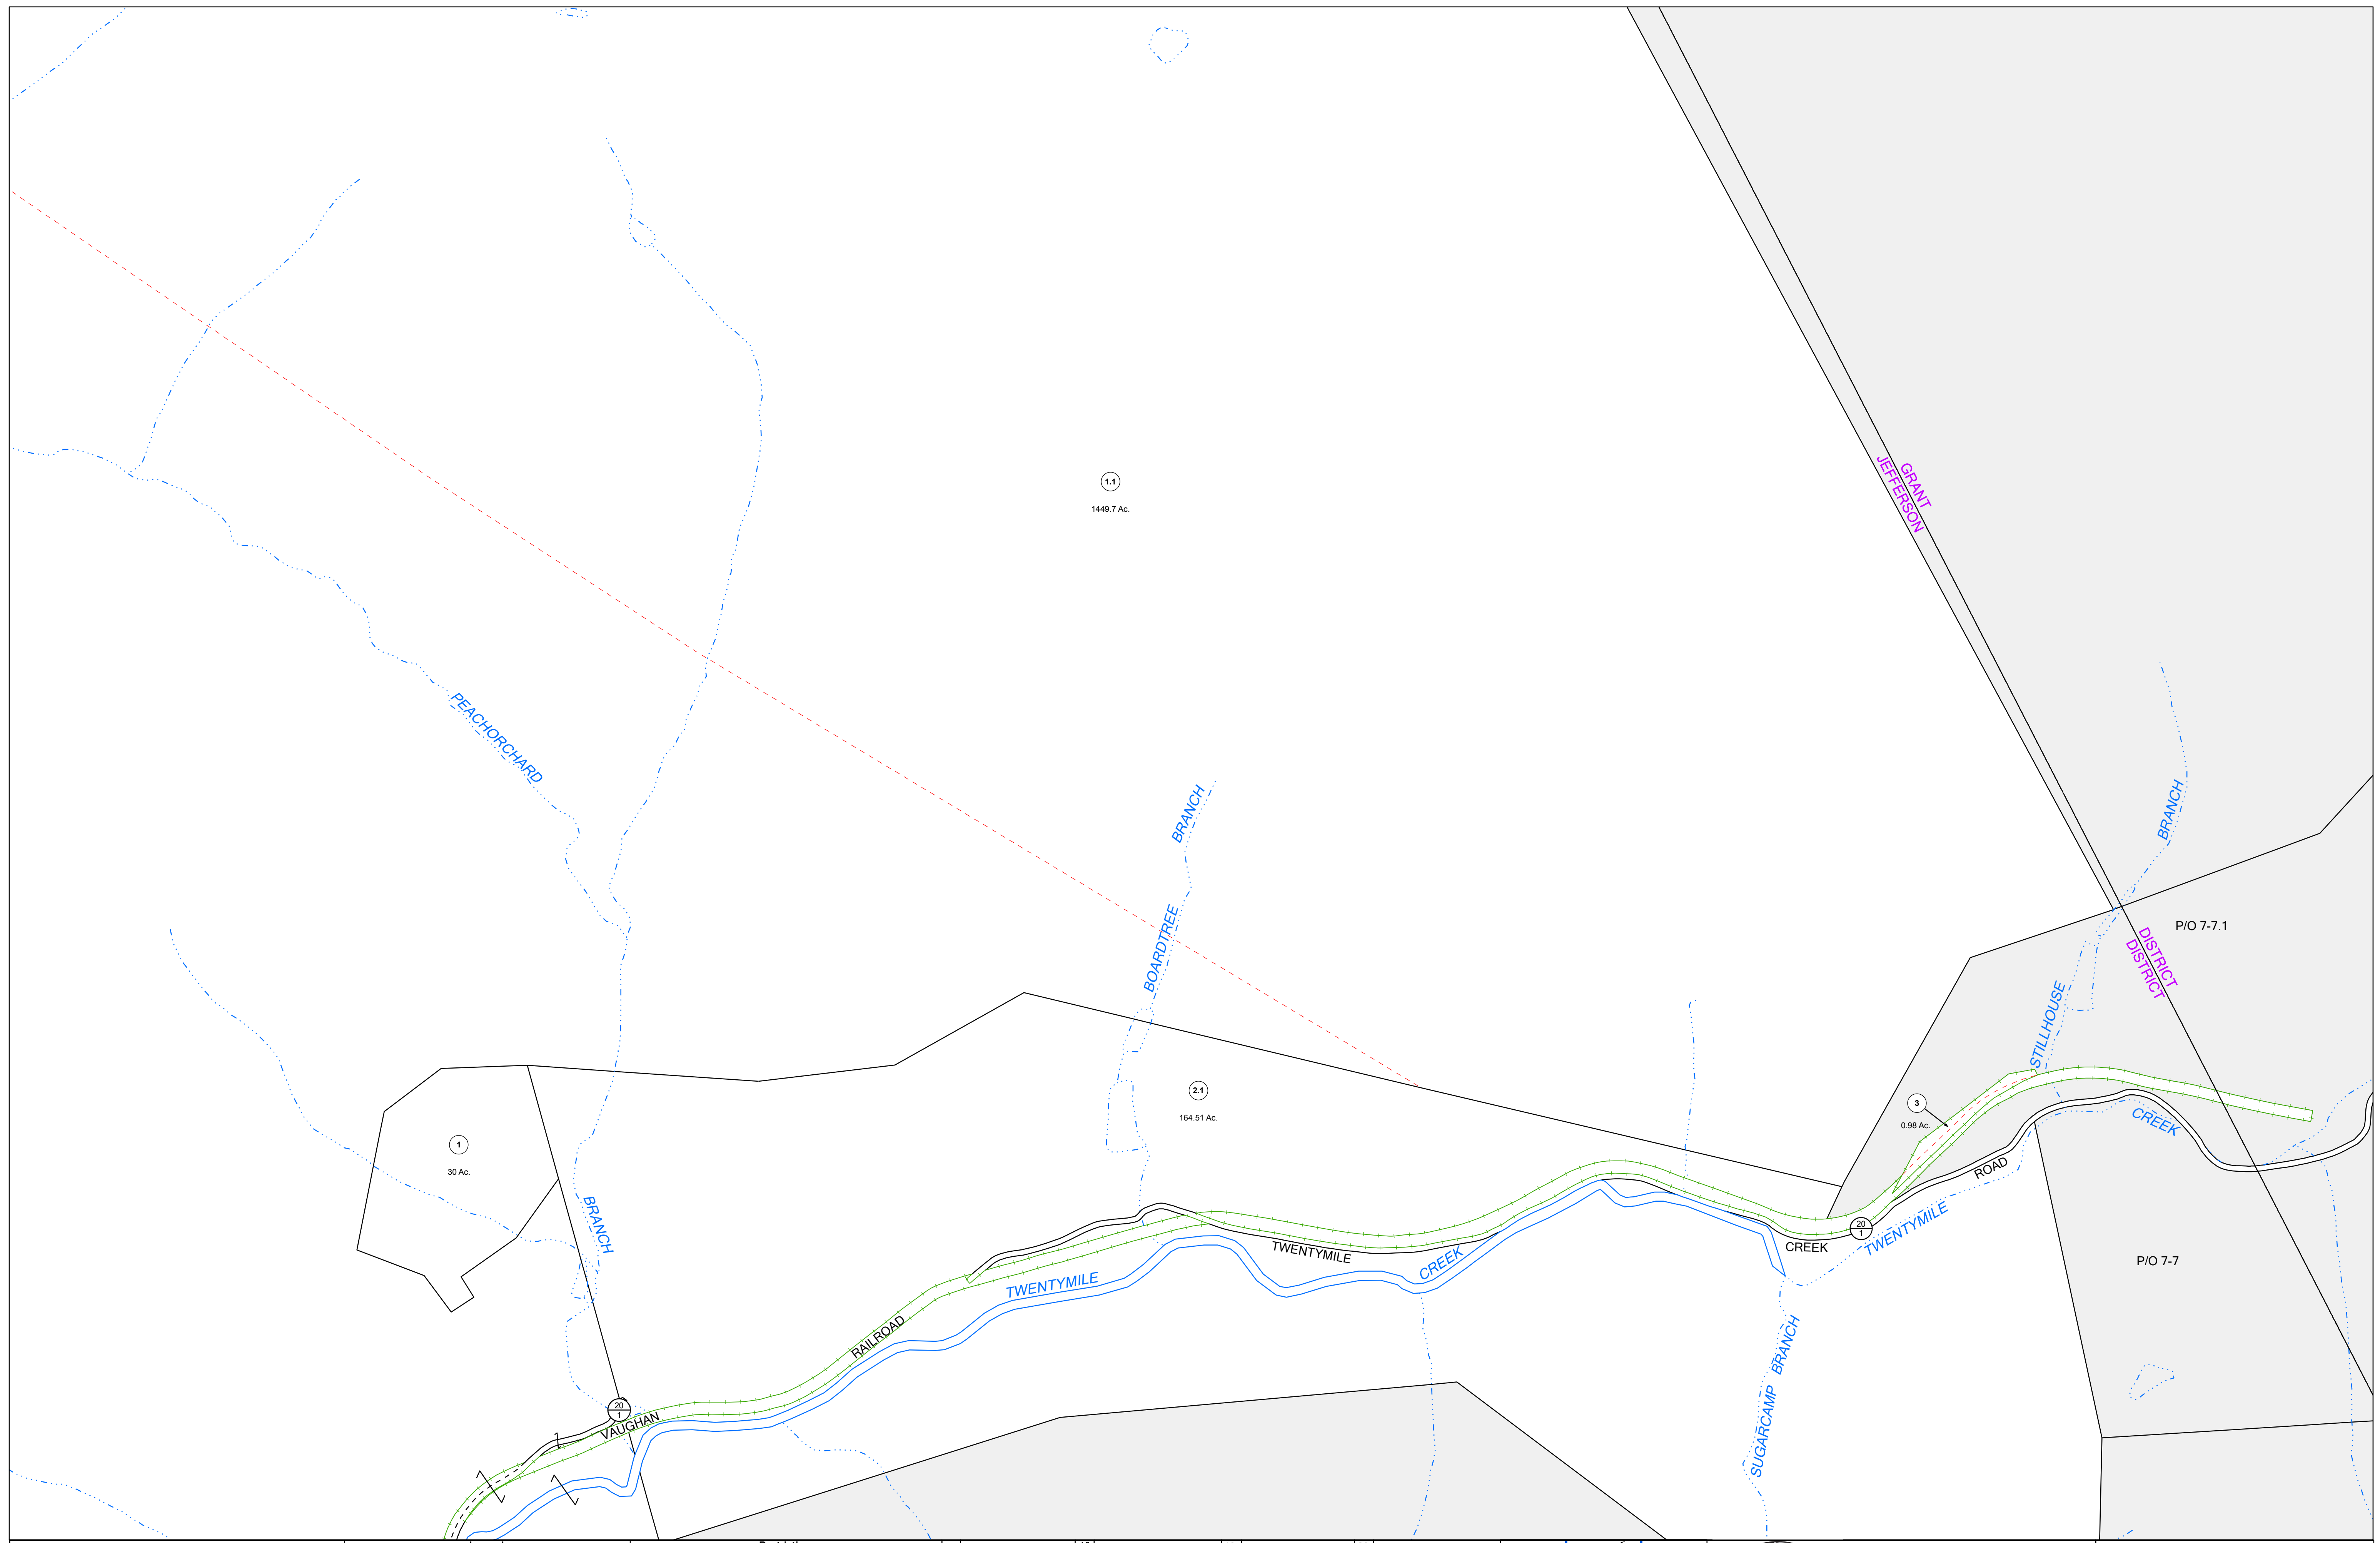 GRANT
JEFFERSON
1.1
1449.7 Ac.
PEACHORCHARD
BRANCH
BOARDTREE
BRANCH
BRANCH
STILLHOUSE
P/O 7-7.1
DISTRICT
DISTRICT
2.1
164.51 Ac.
3
0.98 Ac.
1
30 Ac.
CREEK
ROAD
TWENTYMILE
CREEK
20
1
P/O 7-7
TWENTYMILE
CREEK
TWENTYMILE
RAILROAD
VAUGHAN
20
1
1
SUGARCAMP BRANCH